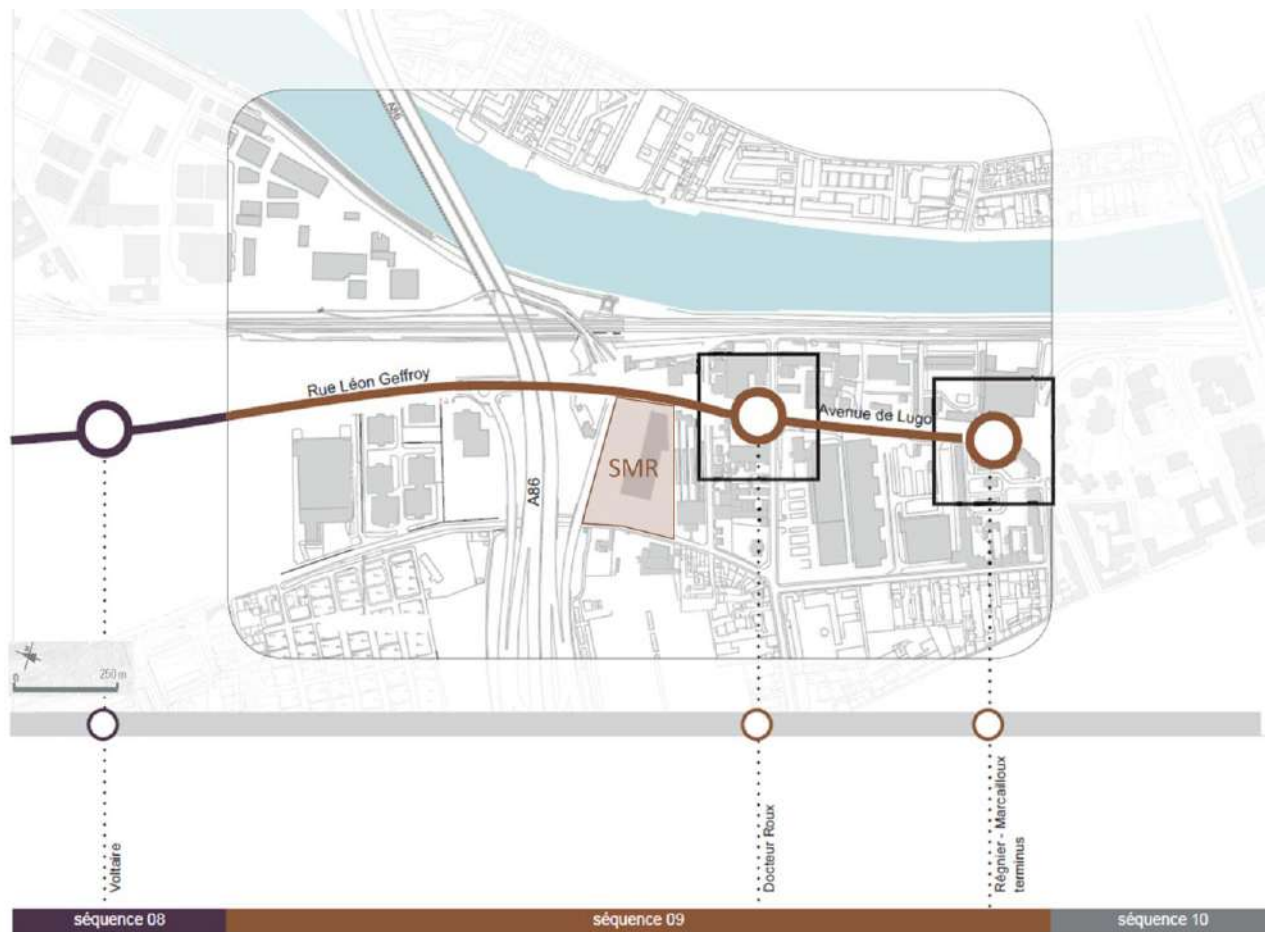 A86
Rue Léon Geffroy
Avenue de Lugo
SMR
A86
0 250 m
Voltaire
Docteur Roux
Régnier - Marcailloux
terminus
séquence 08
séquence 09
séquence 10